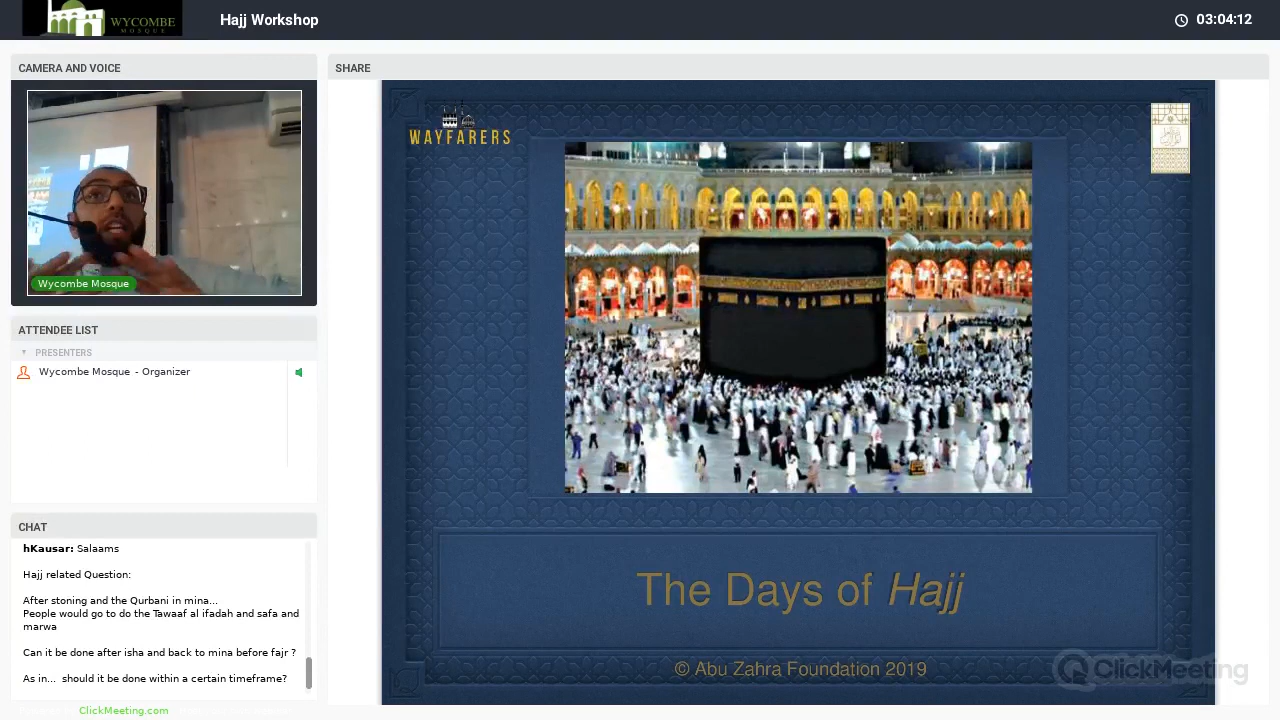 WYCOMBE
MOSQUE
Hajj Workshop
03:04:12
CAMERA AND VOICE
Wycombe Mosque
ATTENDEE LIST
PRESENTERS
Wycombe Mosque - Organizer
CHAT
hKausar: Salaams
Hajj related Question:
After stoning and the Qurbani in mina...
People would go to do the Tawaaf al ifadah and safa and
marwa
Can it be done after isha and back to mina before fajr ?
As in... should it be done within a certain timeframe?
ClickMeeting.com
SHARE
WAYFARERS
The Days of Hajj
© Abu Zahra Foundation 2019
ClickMeeting